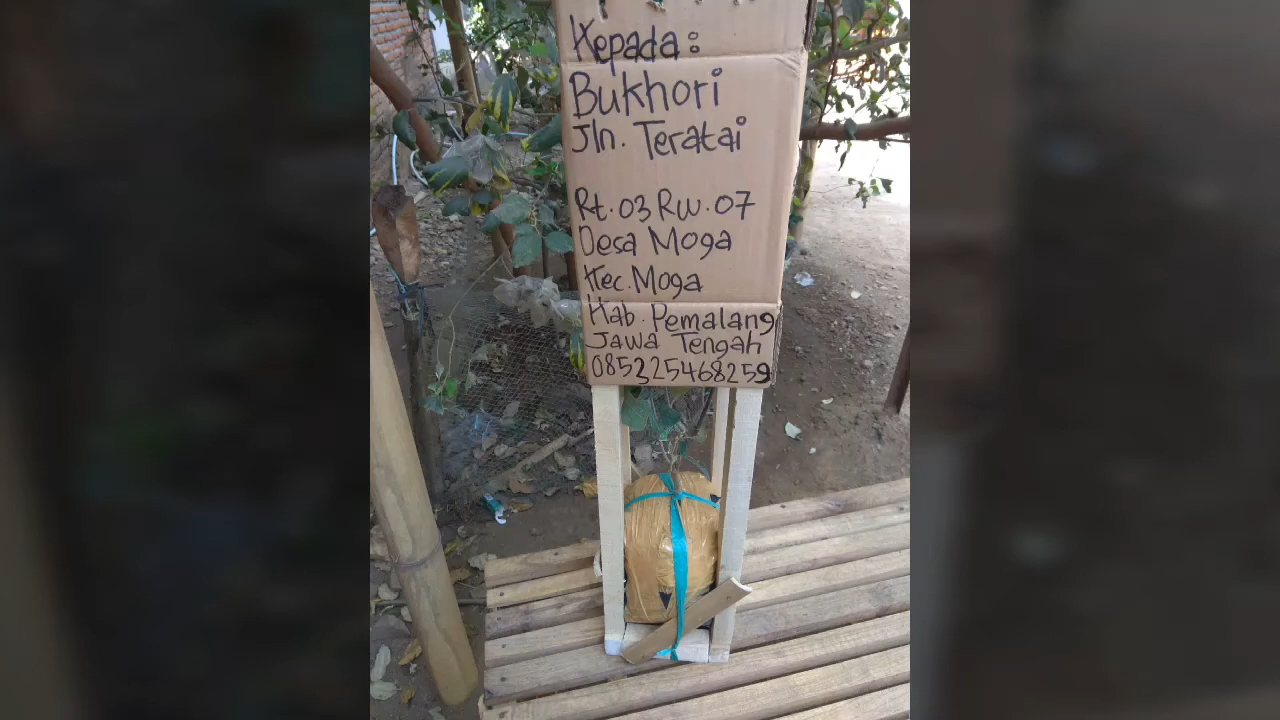 Kepada:
Bukhori
Jln. Teratai
Rt. 03 Rw. 07
Desa Moga
Kec. Moga
Kab. Pemalang
Jawa Tengah
085225468259